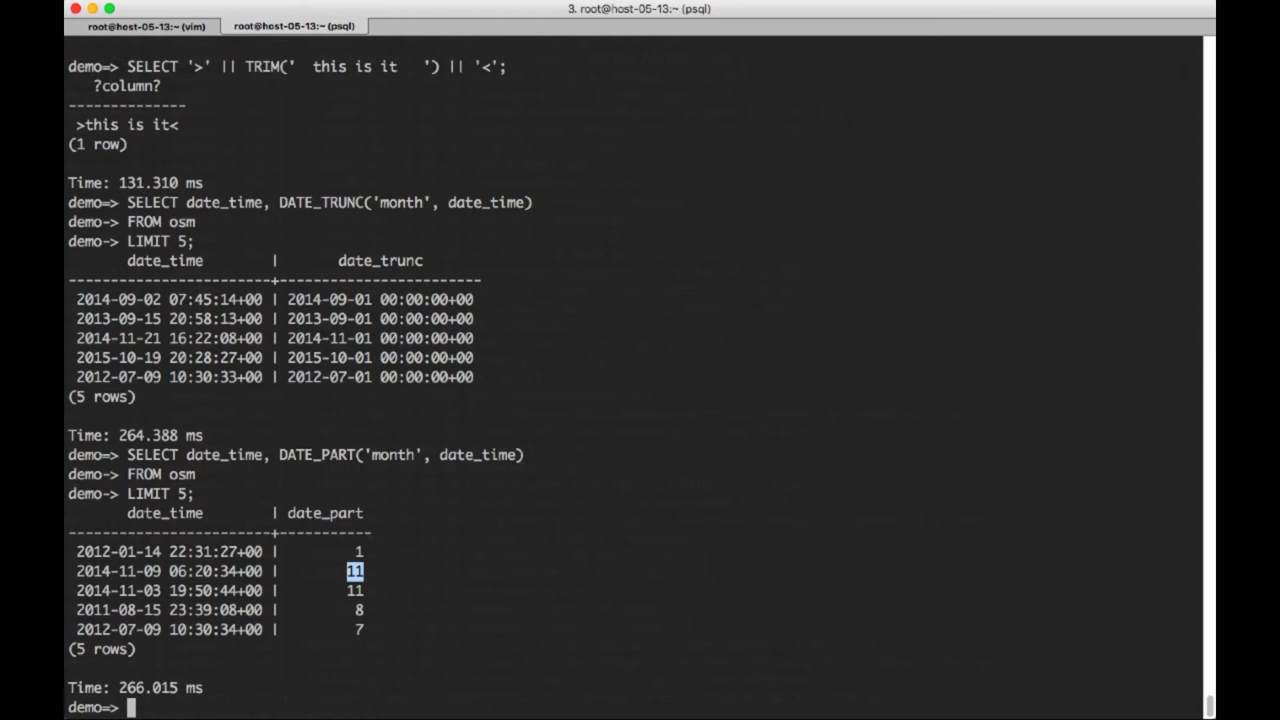 3. root@host-05-13:~ (psql)
root@host-05-13:~ (vim) root@host-05-13:~ (psql)
demo=> SELECT '>' || TRIM('  this is it   ') || '<';
   ?column?
--------------
 >this is it<
(1 row)
Time: 131.310 ms
demo=> SELECT date_time, DATE_TRUNC('month', date_time)
demo-> FROM osm
demo-> LIMIT 5;
       date_time        |       date_trunc
------------------------+------------------------
 2014-09-02 07:45:14+00 | 2014-09-01 00:00:00+00
 2013-09-15 20:58:13+00 | 2013-09-01 00:00:00+00
 2014-11-21 16:22:08+00 | 2014-11-01 00:00:00+00
 2015-10-19 20:28:27+00 | 2015-10-01 00:00:00+00
 2012-07-09 10:30:33+00 | 2012-07-01 00:00:00+00
(5 rows)
Time: 264.388 ms
demo=> SELECT date_time, DATE_PART('month', date_time)
demo-> FROM osm
demo-> LIMIT 5;
       date_time        | date_part
------------------------+-----------
 2012-01-14 22:31:27+00 |         1
 2014-11-09 06:20:34+00 |        11
 2014-11-03 19:50:44+00 |        11
 2011-08-15 23:39:08+00 |         8
 2012-07-09 10:30:34+00 |         7
(5 rows)
Time: 266.015 ms
demo=>